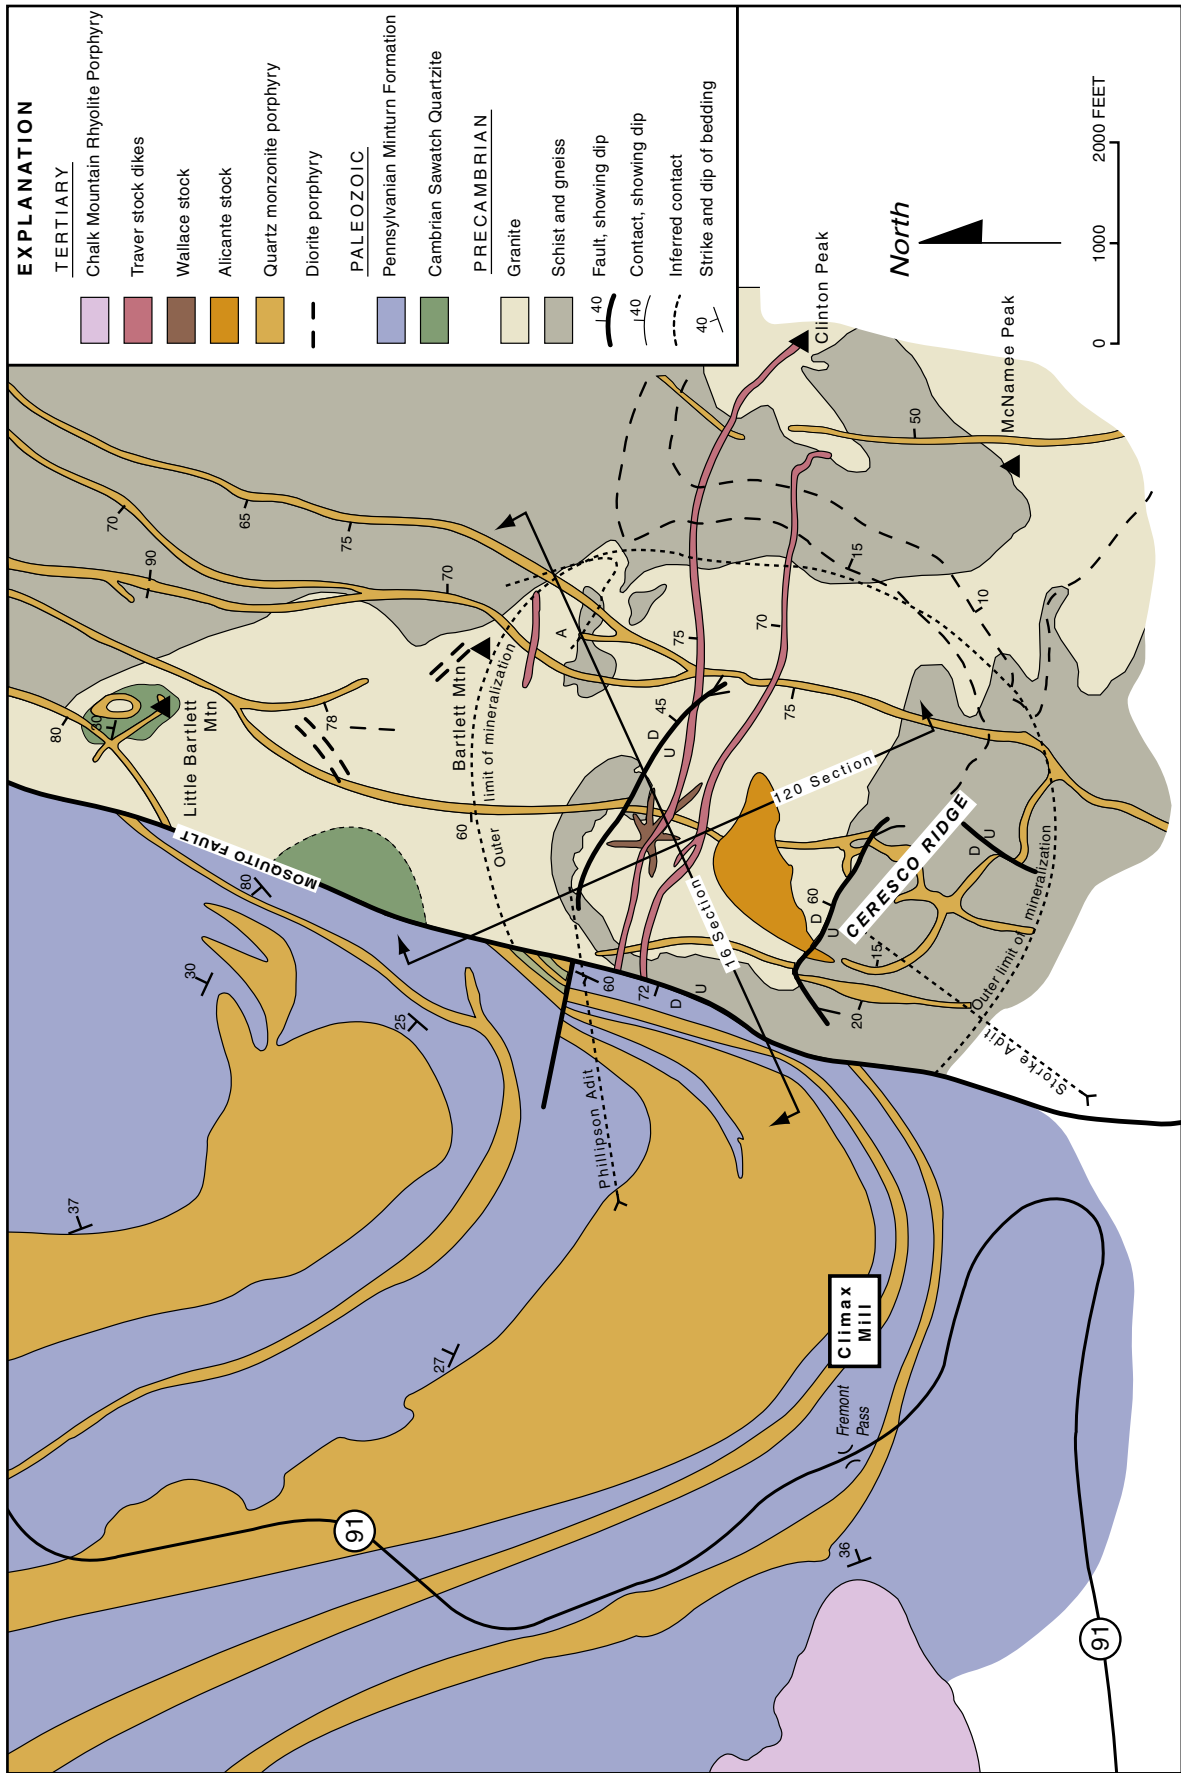 EXPLANATION
TERTIARY
Chalk Mountain Rhyolite Porphyry
Traver stock dikes
Wallace stock
Alicante stock
Quartz monzonite porphyry
Diorite porphyry
PALEOZOIC
Pennsylvanian Minturn Formation
Cambrian Sawatch Quartzite
PRECAMBRIAN
Granite
Schist and gneiss
40
Fault, showing dip
40
Contact, showing dip
Inferred contact
40
Strike and dip of bedding
North
0
1000
2000 FEET
Clinton Peak
McNamee Peak
50
70
65
75
90
70
80
30
Little Bartlett
Mtn
78
Bartlett Mtn
Outer limit of mineralization
60
A
75
70
15
10
45
D
U
75
120 Section
16 Section
MOSQUITO FAULT
80
30
25
37
27
60
72
D
U
D
U
60
15
20
CERESCO RIDGE
D
U
Outer limit of mineralization
Storke Adit
Phillipson Adit
Climax
Mill
Fremont
Pass
36
91
91